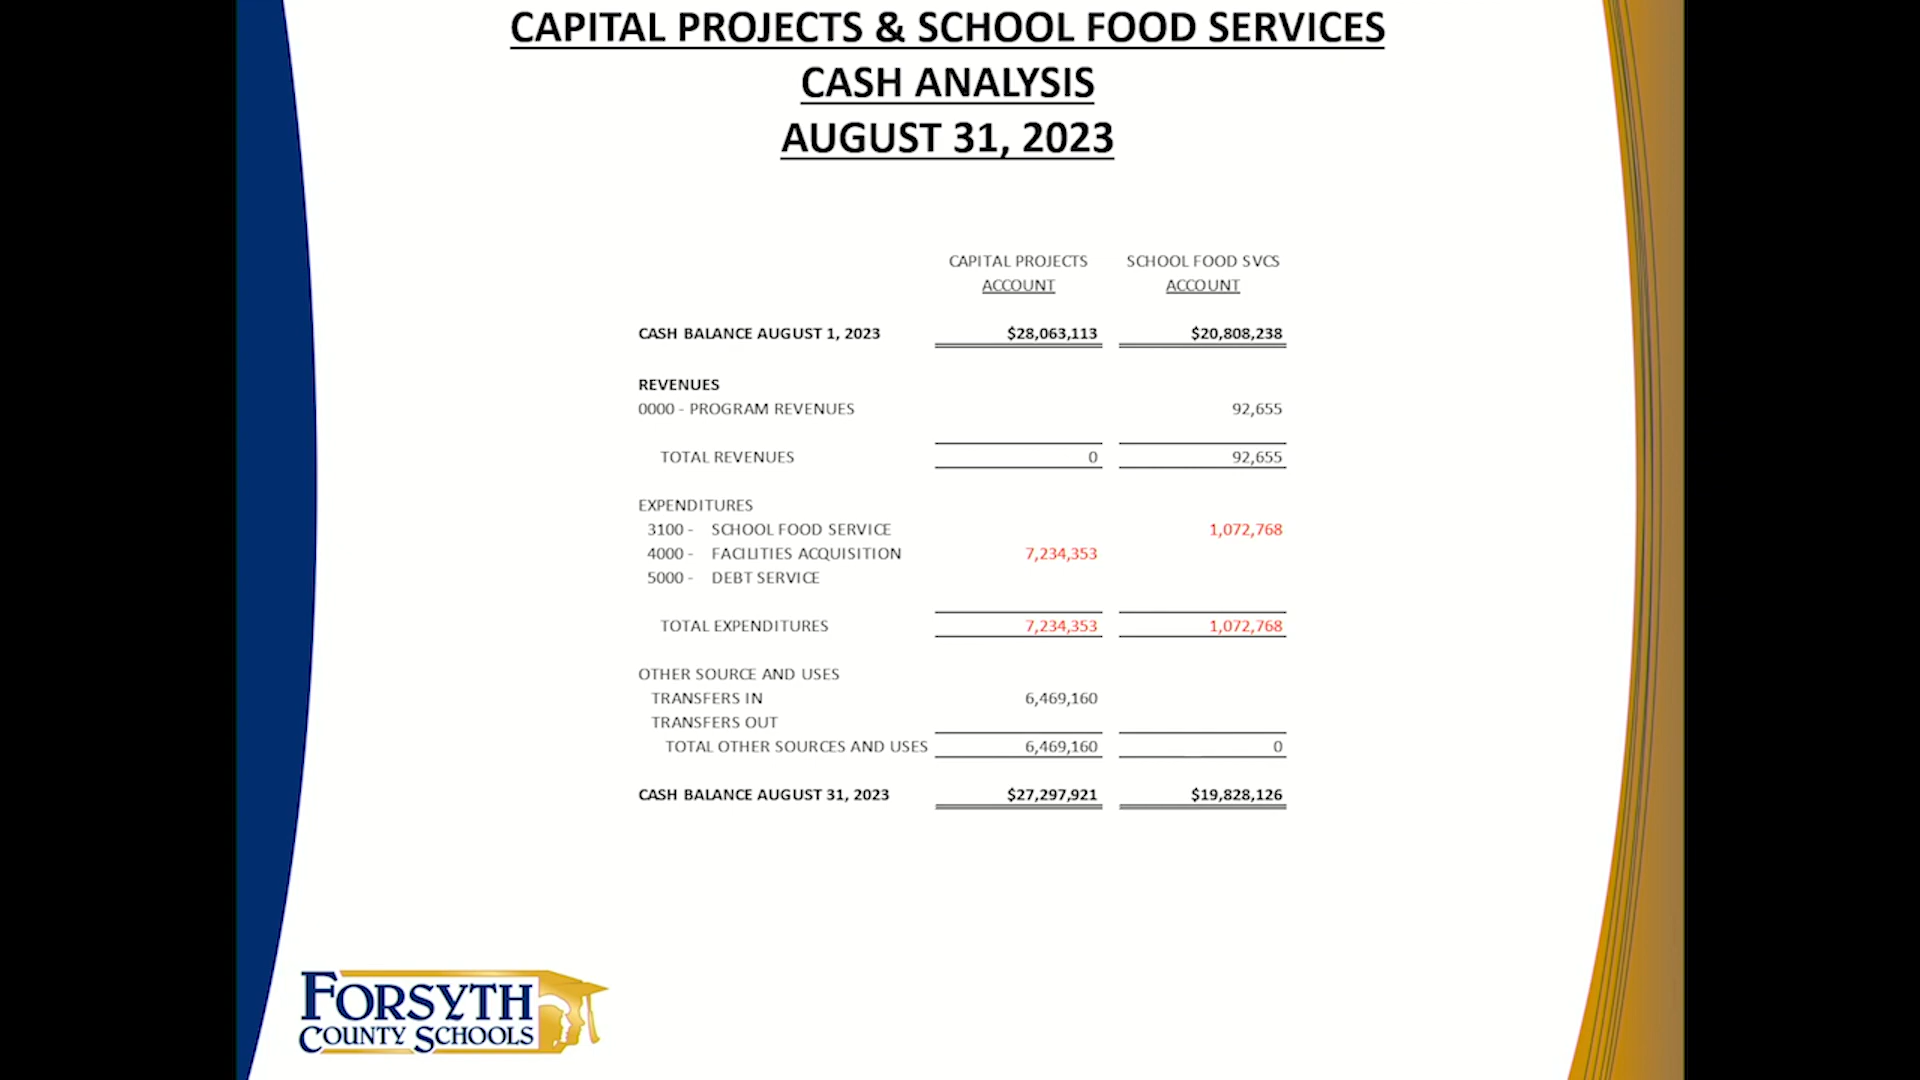 CAPITAL PROJECTS & SCHOOL FOOD SERVICES
CASH ANALYSIS
AUGUST 31, 2023
CAPITAL PROJECTS SCHOOL FOOD SVCS
ACCOUNT ACCOUNT
CASH BALANCE AUGUST 1, 2023 $28,063,113 $20,808,238
REVENUES
0000 - PROGRAM REVENUES 92,655
TOTAL REVENUES 0 92,655
EXPENDITURES
3100 - SCHOOL FOOD SERVICE 1,072,768
4000 - FACILITIES ACQUISITION 7,234,353
5000 - DEBT SERVICE
TOTAL EXPENDITURES 7,234,353 1,072,768
OTHER SOURCE AND USES
TRANSFERS IN 6,469,160
TRANSFERS OUT
TOTAL OTHER SOURCES AND USES 6,469,160 0
CASH BALANCE AUGUST 31, 2023 $27,297,921 $19,828,126
FORSYTH
COUNTY SCHOOLS